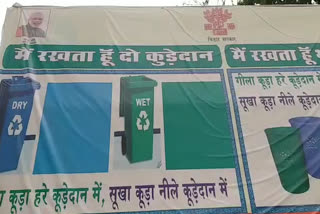 बिहार सरकार
मैं रखता हूँ दो कूड़ेदान
मैं रखता हूँ
DRY
WET
गीला कूड़ा हरे कूड़ेदान में
सूखा कूड़ा नीले कूड़ेदान
कूड़ा हरे कूड़ेदान में, सूखा कूड़ा नीले कूड़ेदान में